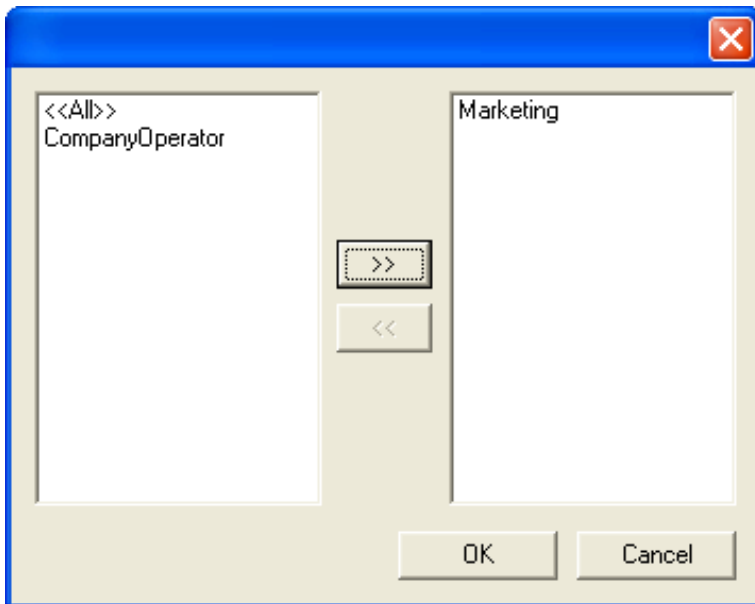 <<All>>
CompanyOperator
Marketing
>>
<<
OK
Cancel